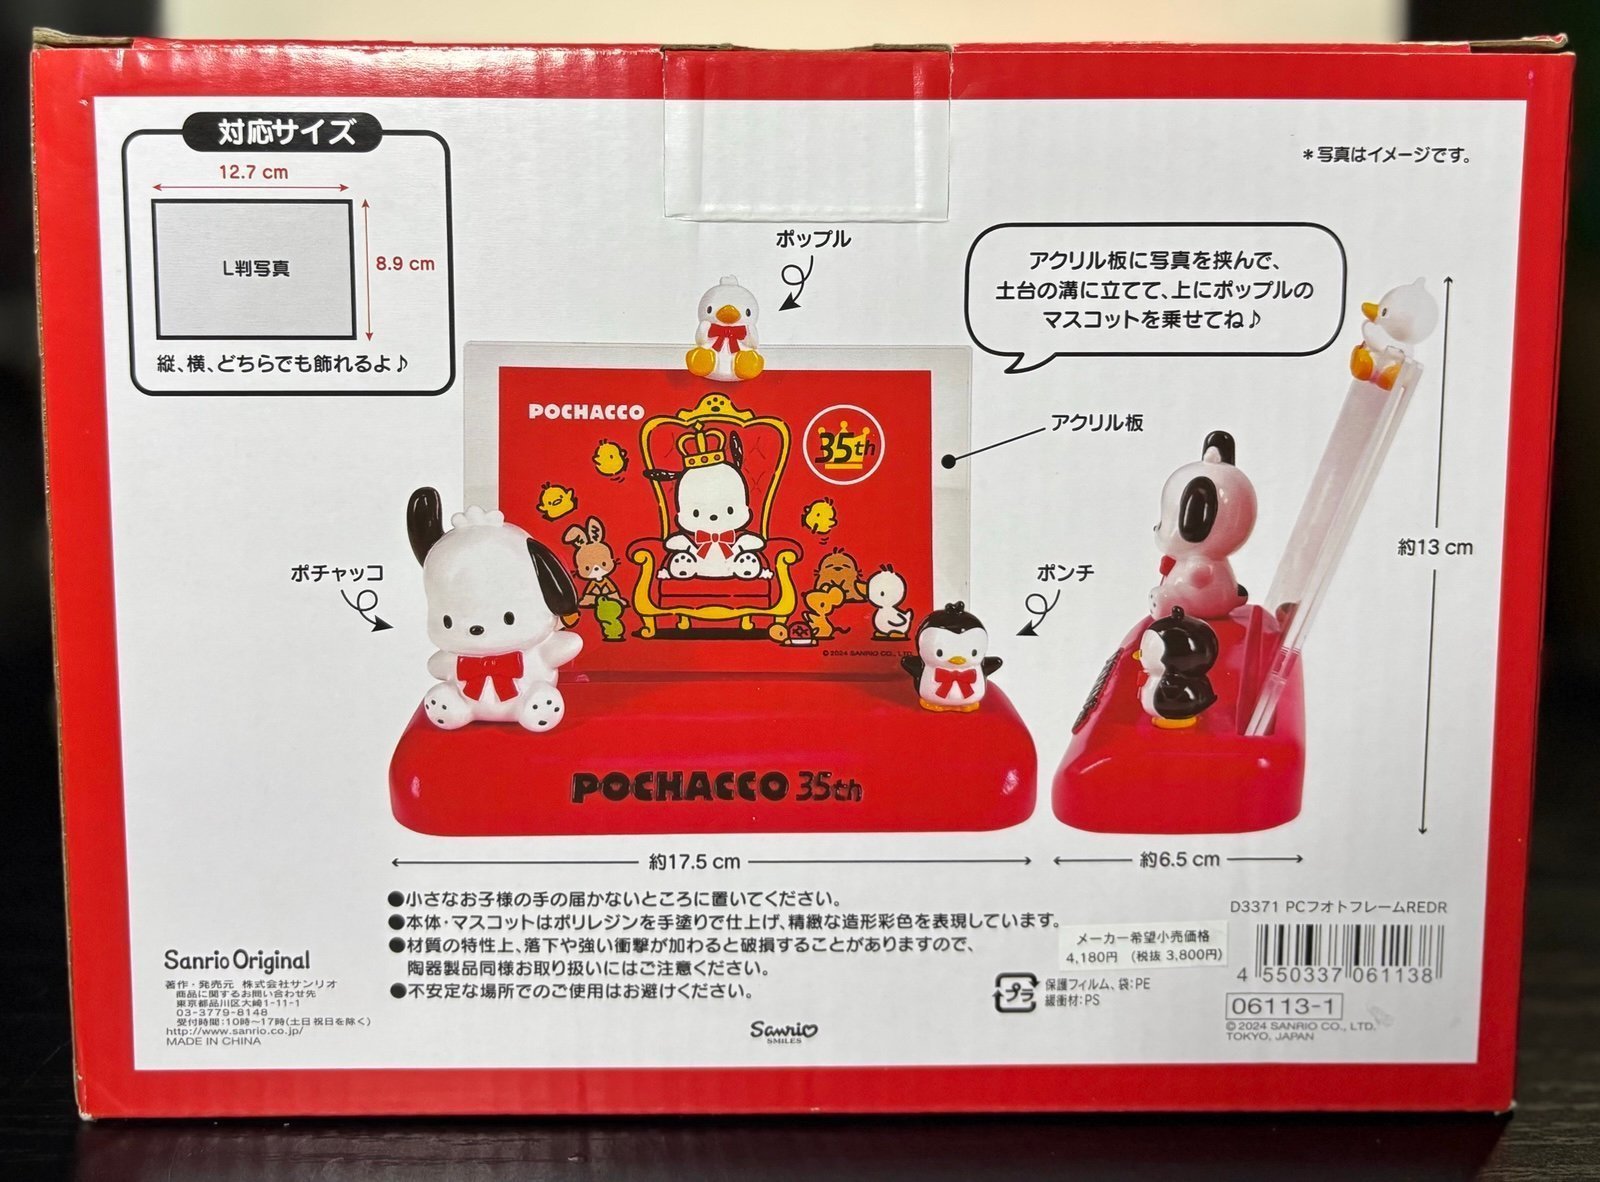 対応サイズ
12.7 cm
L判写真
8.9 cm
縦、横、どちらでも飾れるよ♪
*写真はイメージです。
ポップル
アクリル板に写真を挟んで、
土台の溝に立てて、上にポップルの
マスコットを乗せてね♪
アクリル板
POCHACCO
35th
ポチャッコ
ポンチ
© 2024 SANRIO CO., LTD.
約13 cm
POCHACCO 35th
約17.5 cm
約6.5 cm
●小さなお子様の手の届かないところに置いてください。
●本体・マスコットはポリレジンを手塗りで仕上げ、精緻な造形彩色を表現しています。
●材質の特性上、落下や強い衝撃が加わると破損することがありますので、
陶器製品同様お取り扱いにはご注意ください。
●不安定な場所でのご使用はお避けください。
Sanrio Original
著作・発売元 株式会社サンリオ
商品に関するお問い合わせ先
東京都品川区大崎1-11-1
03-3779-8148
受付時間:10時~17時(土日祝日を除く)
http://www.sanrio.co.jp/
MADE IN CHINA
Sanrio
SMILES
プラ
保護フィルム、袋:PE
緩衝材:PS
メーカー希望小売価格
4,180円 (税抜 3,800円)
D3371 PCフォトフレームREDR
4 550337 061138
06113-1
© 2024 SANRIO CO., LTD.
TOKYO, JAPAN